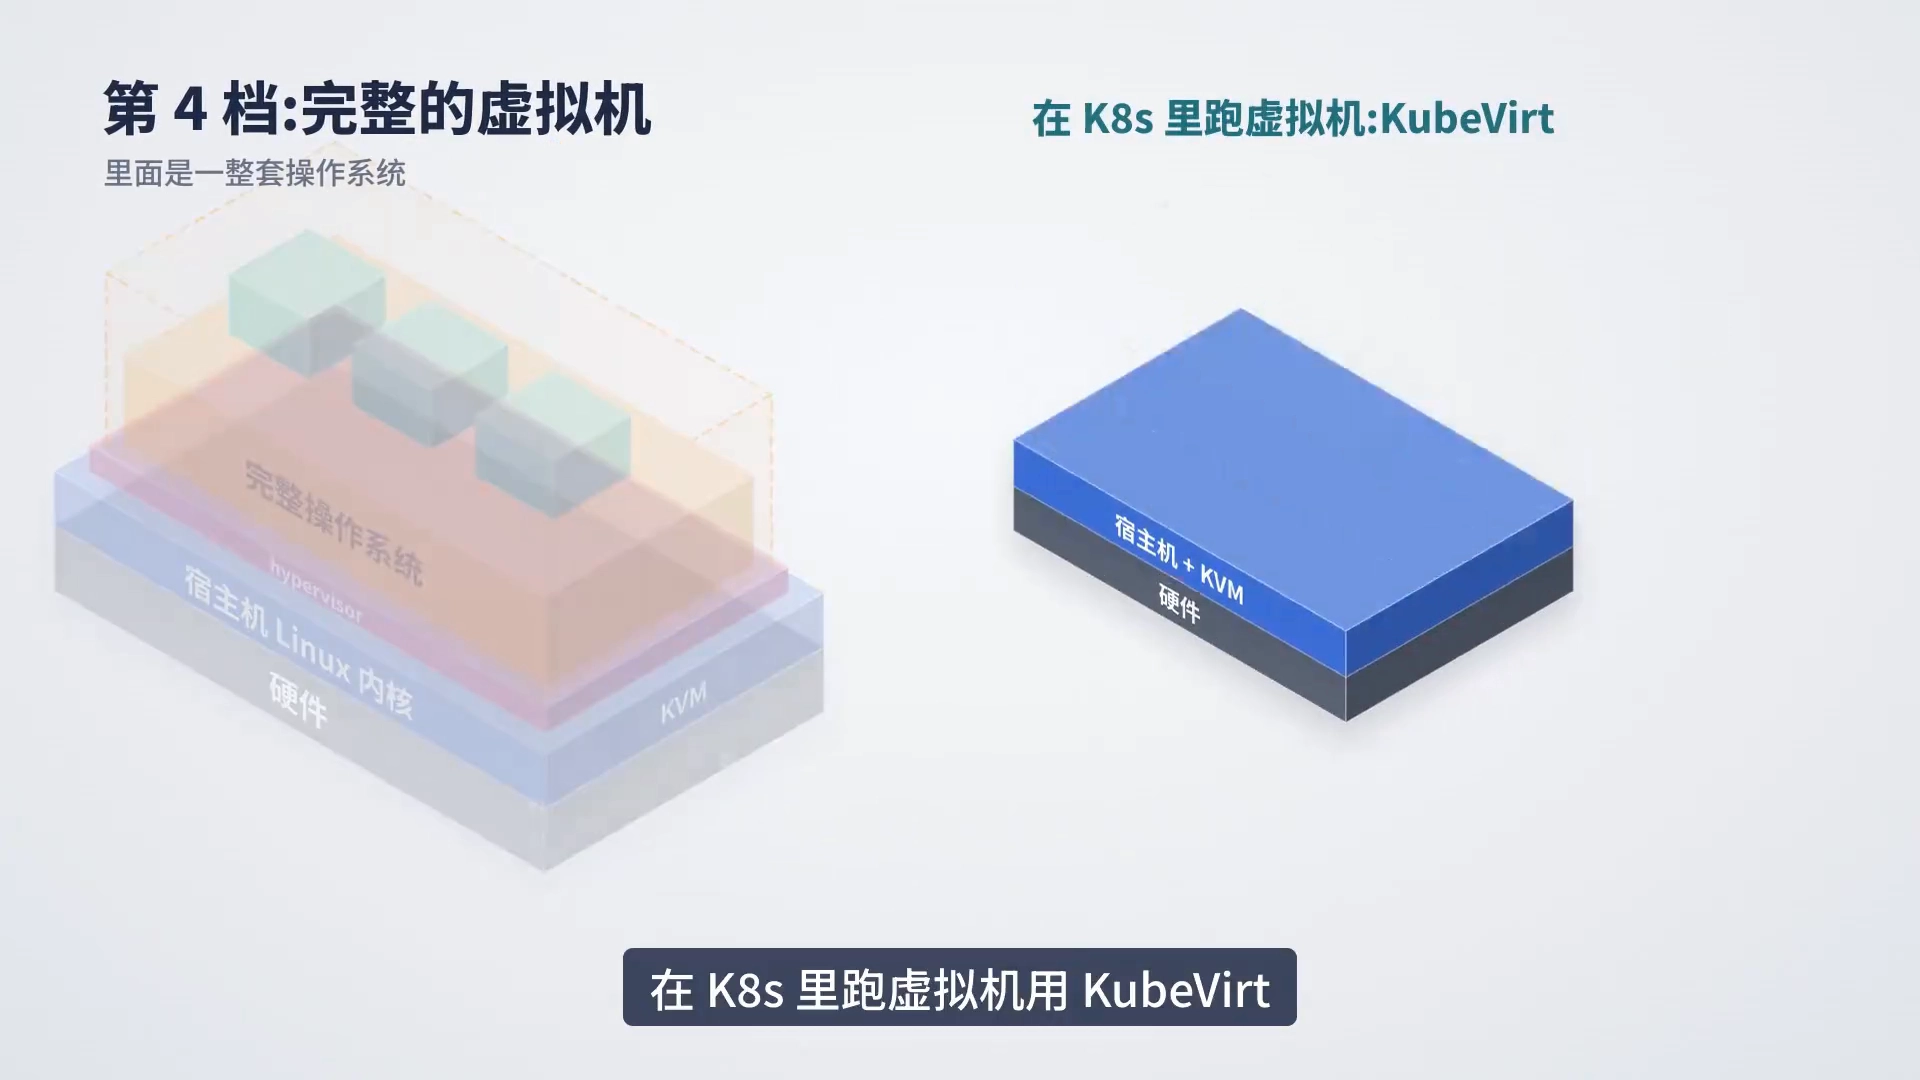 第 4 档:完整的虚拟机
里面是一整套操作系统
在 K8s 里跑虚拟机:KubeVirt
完整操作系统
hypervisor
宿主机 Linux 内核
KVM
硬件
宿主机 + KVM
硬件
在 K8s 里跑虚拟机用 KubeVirt